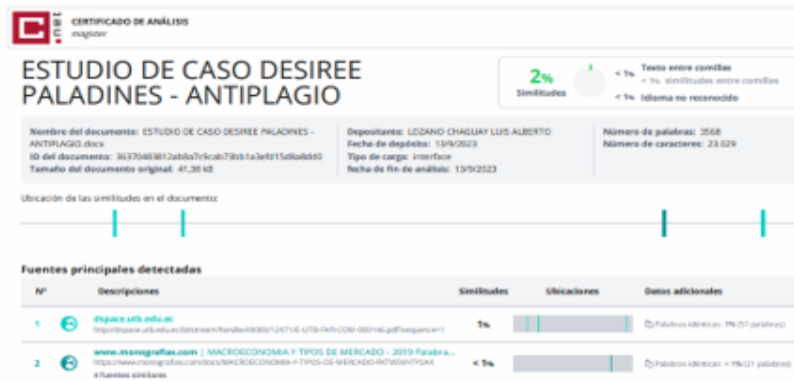 C .net
CERTIFICADO DE ANÁLISIS
magister
ESTUDIO DE CASO DESIREE
PALADINES - ANTIPLAGIO
2%
Similitudes
< 1% Texto entre comillas
< 1% similitudes entre comillas
< 1% Idioma no reconocido
Nombre del documento: ESTUDIO DE CASO DESIREE PALADINES -
ANTIPLAGIO.docx
ID del documento:
Tamaño del documento original: 41,38 kB
Depositante: LOZANO CHAGUAY LUIS ALBERTO
Fecha de depósito: 13/9/2023
Tipo de carga: interface
fecha de fin de análisis: 13/9/2023
Número de palabras: 3568
Número de caracteres: 23.029
Ubicación de las similitudes en el documento:
Fuentes principales detectadas
N° Descripciones Similitudes Ubicaciones Datos adicionales
1 dspace.utb.edu.ec 1% Palabras idénticas: 1% (51 palabras)
2 www.monografias.com | MACROECONOMIA Y TIPOS DE MERCADO - 2019 Palabra... < 1% Palabras idénticas: < 1% (21 palabras)
4 fuentes similares